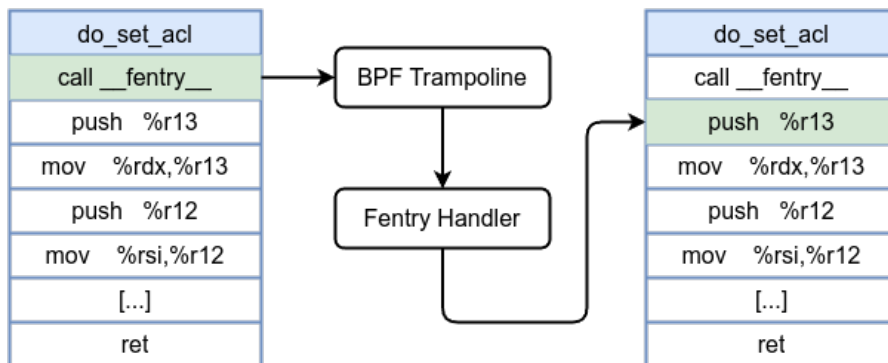 do_set_acl
call __fentry__
push %r13
mov %rdx,%r13
push %r12
mov %rsi,%r12
[...]
ret
BPF Trampoline
Fentry Handler
do_set_acl
call __fentry__
push %r13
mov %rdx,%r13
push %r12
mov %rsi,%r12
[...]
ret